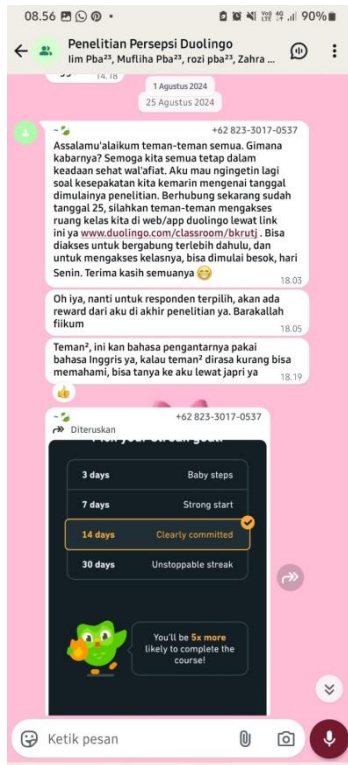 08.56
90%
Penelitian Persepsi Duolingo
Iim Pba²³, Mufliha Pba²³, rozi pba²³, Zahra ...
14.18
1 Agustus 2024
25 Agustus 2024
~ +62 823-3017-0537
Assalamu'alaikum teman-teman semua. Gimana
kabarnya? Semoga kita semua tetap dalam
keadaan sehat wal'afiat. Aku mau ngingetin lagi
soal kesepakatan kita kemarin mengenai tanggal
dimulainya penelitian. Berhubung sekarang sudah
tanggal 25, silahkan teman-teman mengakses
ruang kelas kita di web/app duolingo lewat link
ini ya www.duolingo.com/classroom/bkrutj . Bisa
diakses untuk bergabung terlebih dahulu, dan
untuk mengakses kelasnya, bisa dimulai besok, hari
Senin. Terima kasih semuanya
18.03
Oh iya, nanti untuk responden terpilih, akan ada
reward dari aku di akhir penelitian ya. Barakallah
fiikum
18.05
Teman², ini kan bahasa pengantarnya pakai
bahasa Inggris ya, kalau teman² dirasa kurang bisa
memahami, bisa tanya ke aku lewat japri ya
18.19
~ +62 823-3017-0537
Diteruskan
3 days Baby steps
7 days Strong start
14 days Clearly committed
30 days Unstoppable streak
You'll be 5x more
likely to complete the
course!
Ketik pesan